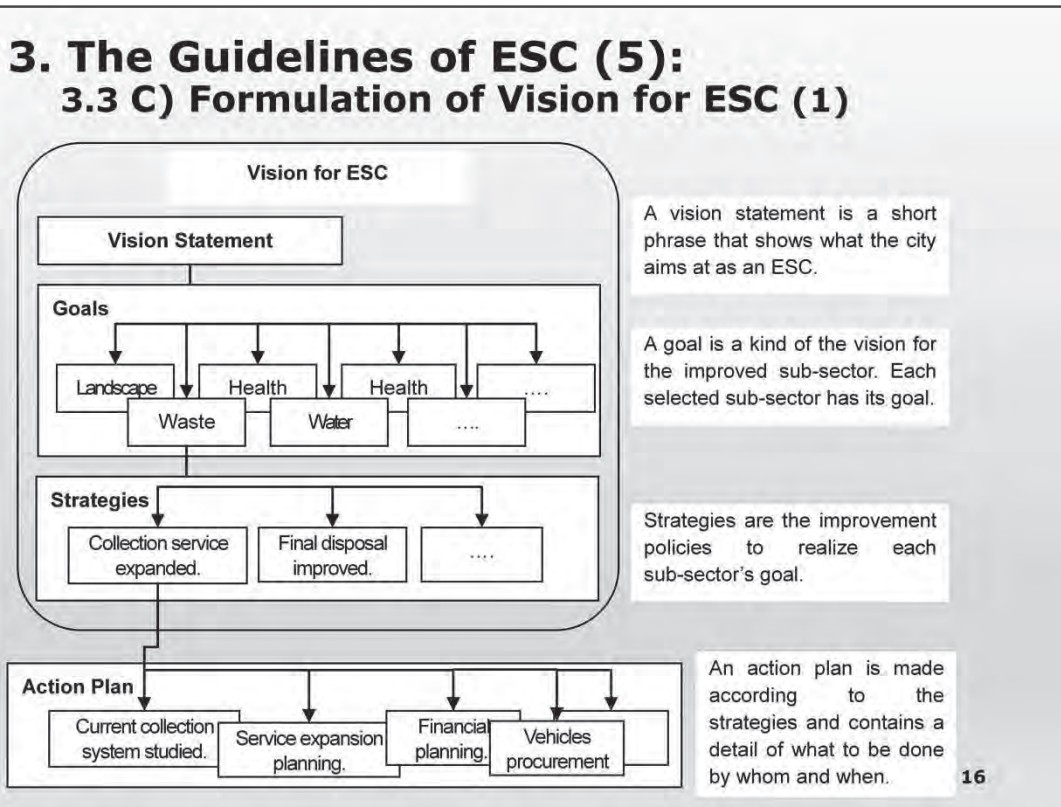 3. The Guidelines of ESC (5):
3.3 C) Formulation of Vision for ESC (1)
Vision for ESC
Vision Statement
A vision statement is a short
phrase that shows what the city
aims at as an ESC.
Goals
Landscape
Health
Health
....
Waste
Water
....
A goal is a kind of the vision for
the improved sub-sector. Each
selected sub-sector has its goal.
Strategies
Collection service
expanded.
Final disposal
improved.
....
Strategies are the improvement
policies to realize each
sub-sector's goal.
Action Plan
Current collection
system studied.
Service expansion
planning.
Financial
planning.
Vehicles
procurement
An action plan is made
according to the
strategies and contains a
detail of what to be done
by whom and when.
16